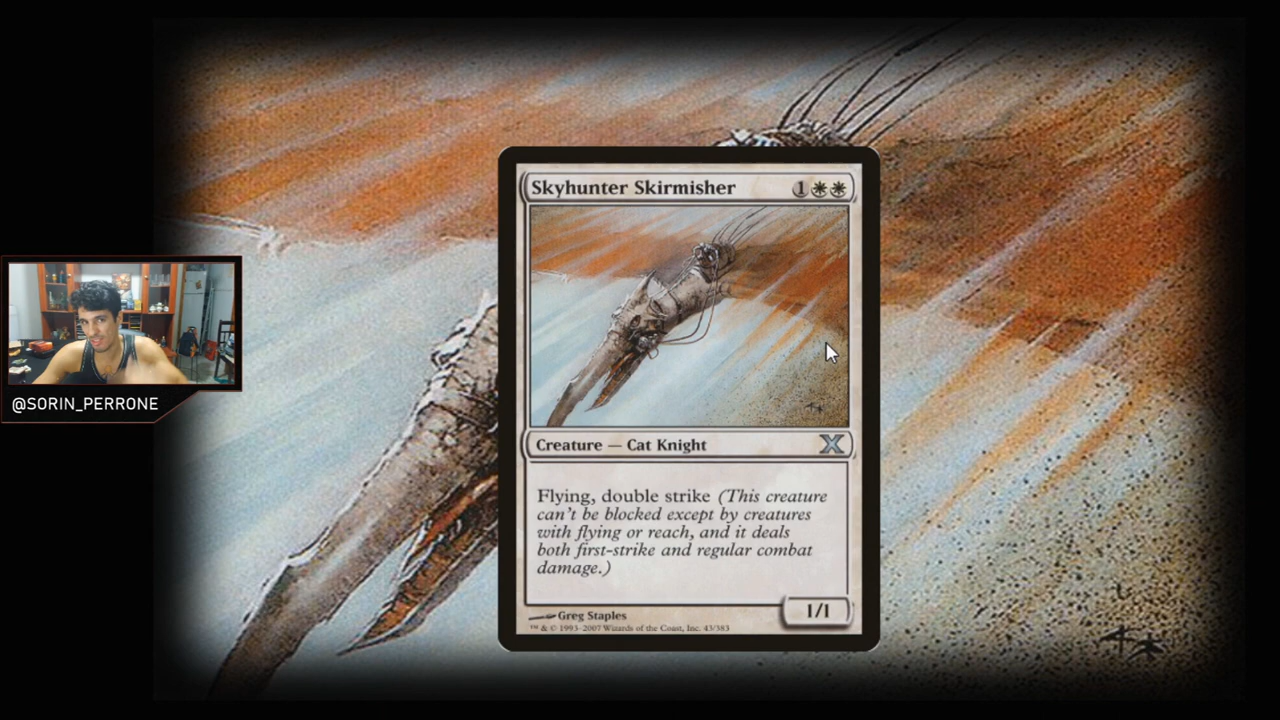 Skyhunter Skirmisher 1
@SORIN_PERRONE
Creature — Cat Knight X
Flying, double strike (This creature
can't be blocked except by creatures
with flying or reach, and it deals
both first-strike and regular combat
damage.)
1/1
Greg Staples
™ & © 1993–2007 Wizards of the Coast, Inc. 43/383